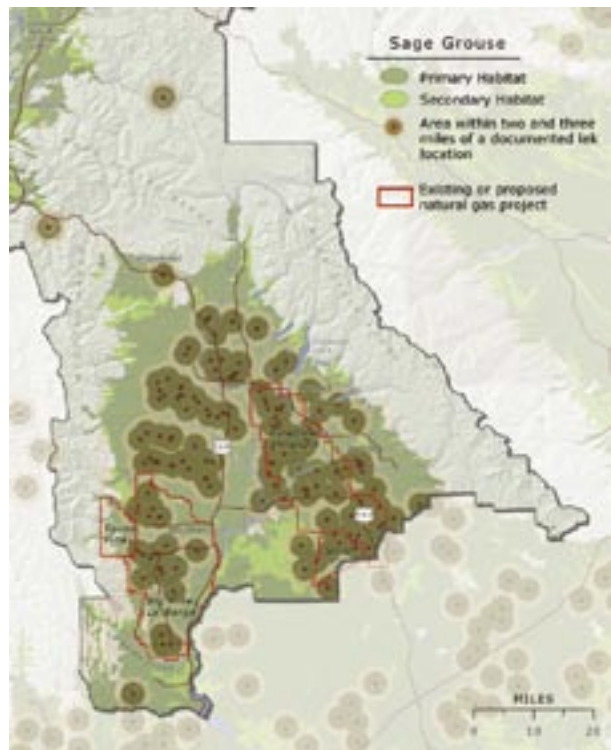 Sage Grouse
Primary Habitat
Secondary Habitat
Area within two and three
miles of a documented lek
location
Existing or proposed
natural gas project
MILES
0 10 20